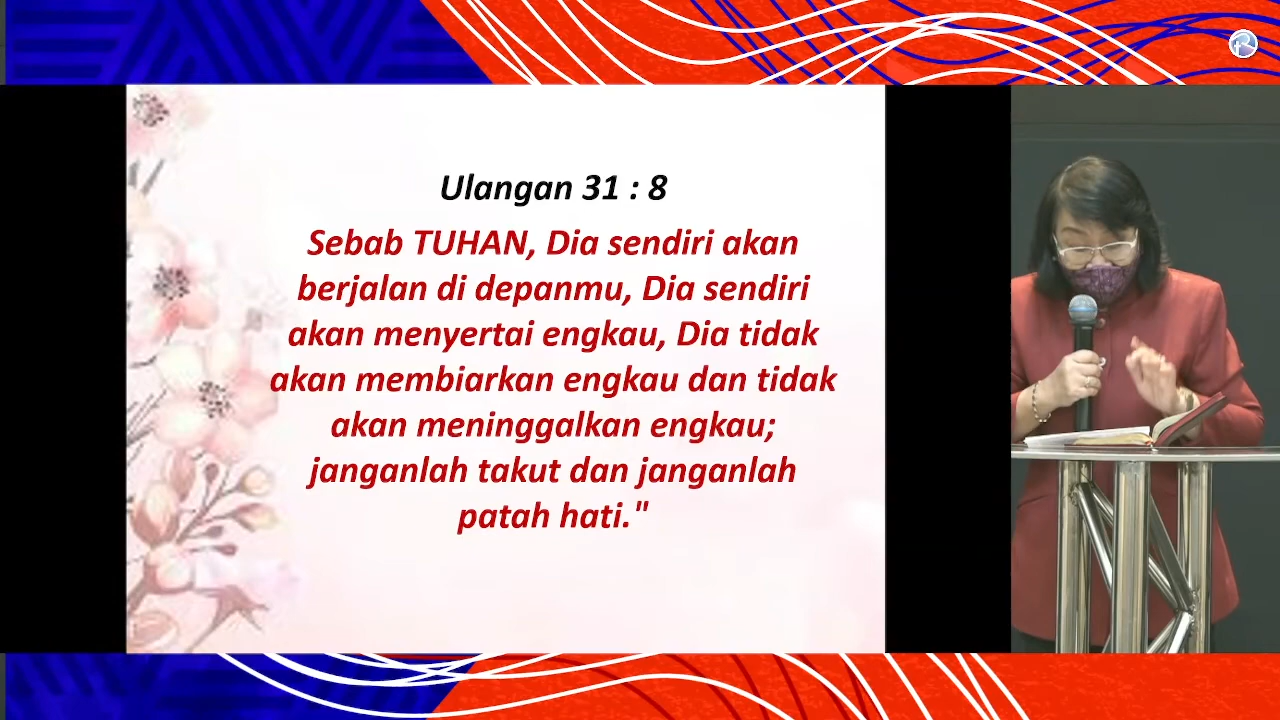 Ulangan 31 : 8
Sebab TUHAN, Dia sendiri akan
berjalan di depanmu, Dia sendiri
akan menyertai engkau, Dia tidak
akan membiarkan engkau dan tidak
akan meninggalkan engkau;
janganlah takut dan janganlah
patah hati."